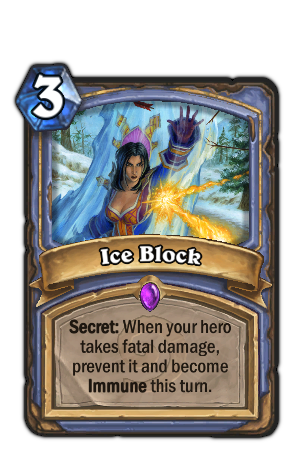 3
Ice Block
Secret: When your hero
takes fatal damage,
prevent it and become
Immune this turn.